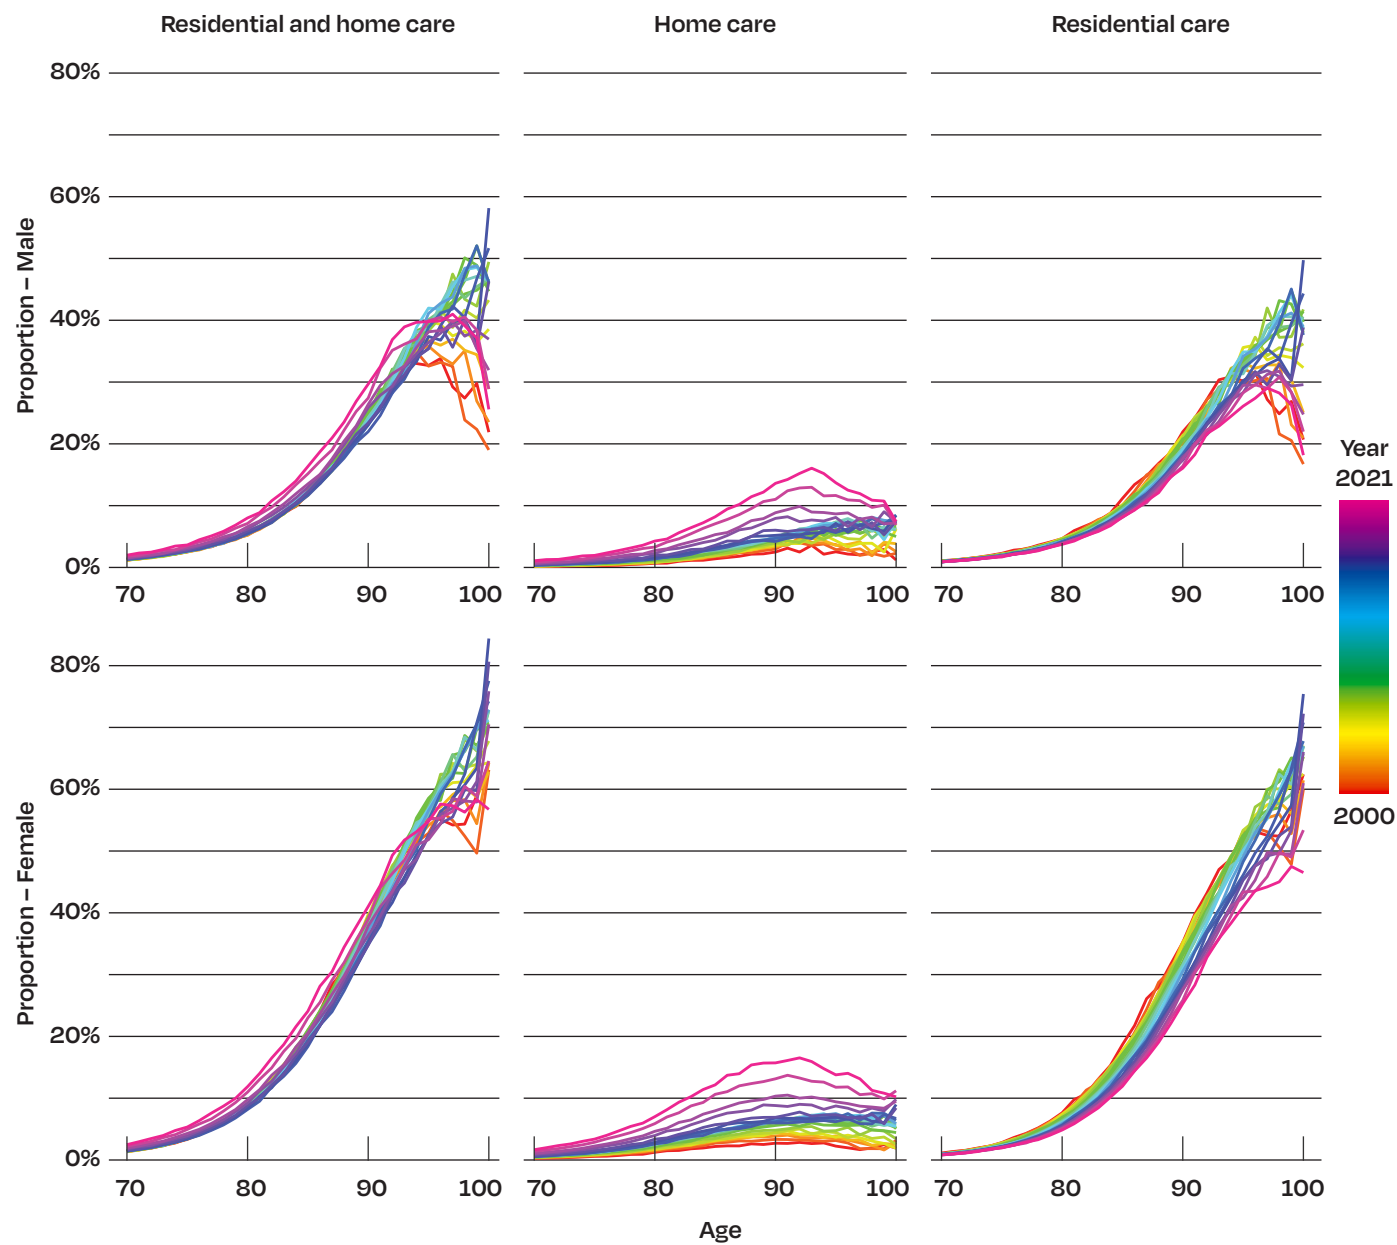 Residential and home care
Home care
Residential care
Proportion – Male
80%
60%
40%
20%
0%
70 80 90 100
70 80 90 100
70 80 90 100
Year
2021
2000
Proportion – Female
80%
60%
40%
20%
0%
70 80 90 100
70 80 90 100
70 80 90 100
Age